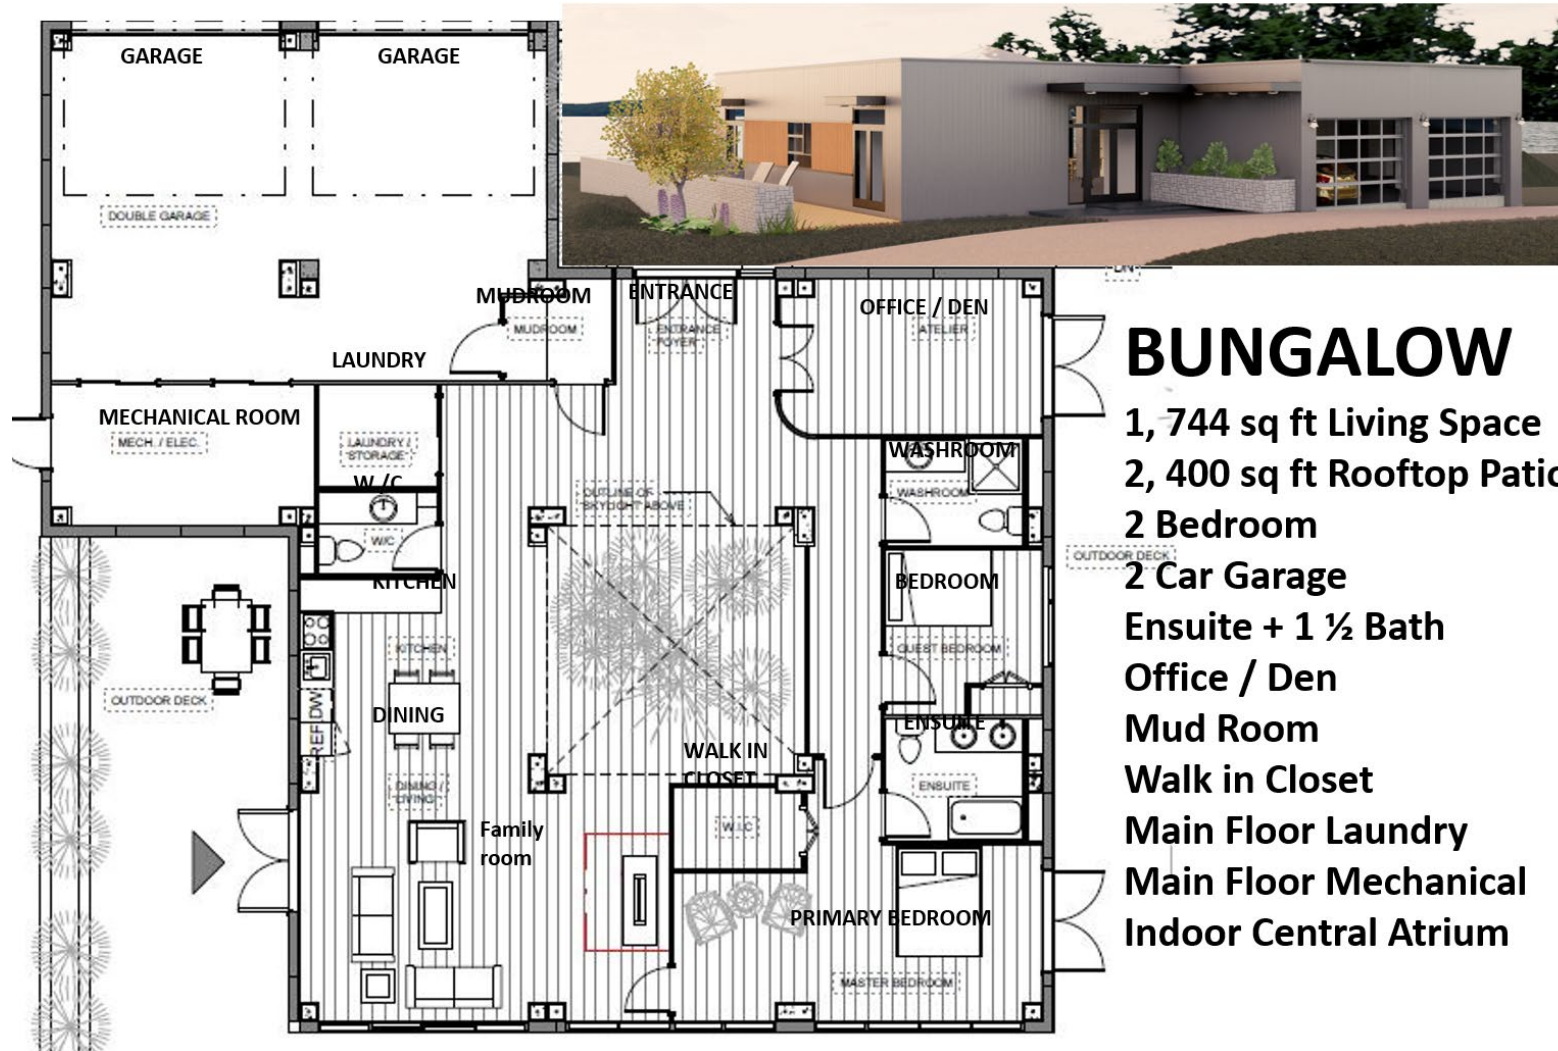 GARAGE
GARAGE
DOUBLE GARAGE
DN
MUDROOM
MUDROOM
ENTRANCE
ENTRANCE
FOYER
OFFICE / DEN
ATELIER
LAUNDRY
LAUNDRY /
STORAGE
MECHANICAL ROOM
MECH. / ELEC.
W /C
W/C
OUTLINE OF
SKYLIGHT ABOVE
WASHROOM
WASHROOM
KITCHEN
KITCHEN
BEDROOM
GUEST BEDROOM
OUTDOOR DECK
OUTDOOR DECK
DW
REF
DINING
DINING /
LIVING
ENSUITE
ENSUITE
WALK IN
CLOSET
W.I.C
Family
room
PRIMARY BEDROOM
MASTER BEDROOM
BUNGALOW
1, 744 sq ft Living Space
2, 400 sq ft Rooftop Patio
2 Bedroom
2 Car Garage
Ensuite + 1 ½ Bath
Office / Den
Mud Room
Walk in Closet
Main Floor Laundry
Main Floor Mechanical
Indoor Central Atrium